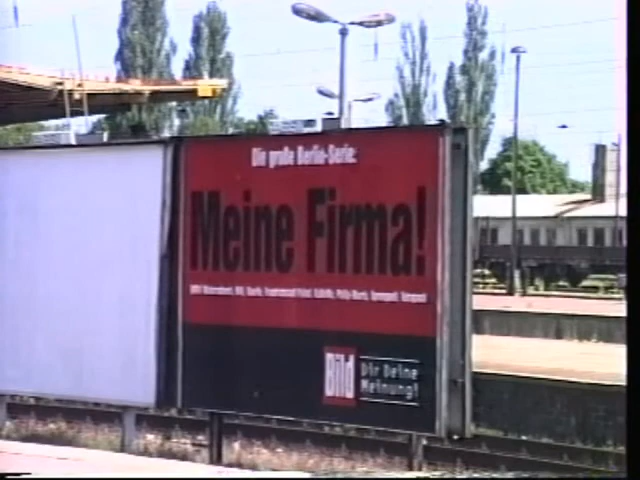 Die große Berlin-Serie:
Meine Firma!
Bild
Dir Deine
Meinung!